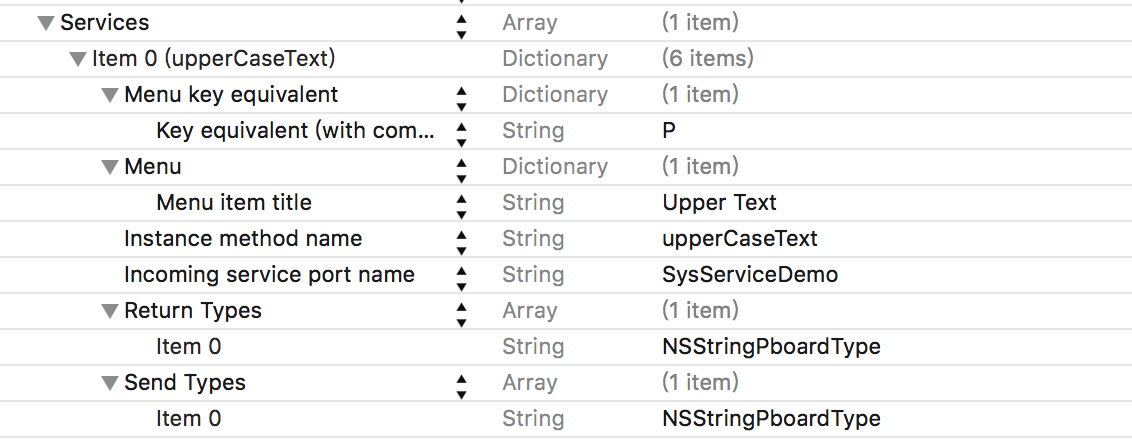 Services Array (1 item)
Item 0 (upperCaseText) Dictionary (6 items)
Menu key equivalent Dictionary (1 item)
Key equivalent (with com... String P
Menu Dictionary (1 item)
Menu item title String Upper Text
Instance method name String upperCaseText
Incoming service port name String SysServiceDemo
Return Types Array (1 item)
Item 0 String NSStringPboardType
Send Types Array (1 item)
Item 0 String NSStringPboardType